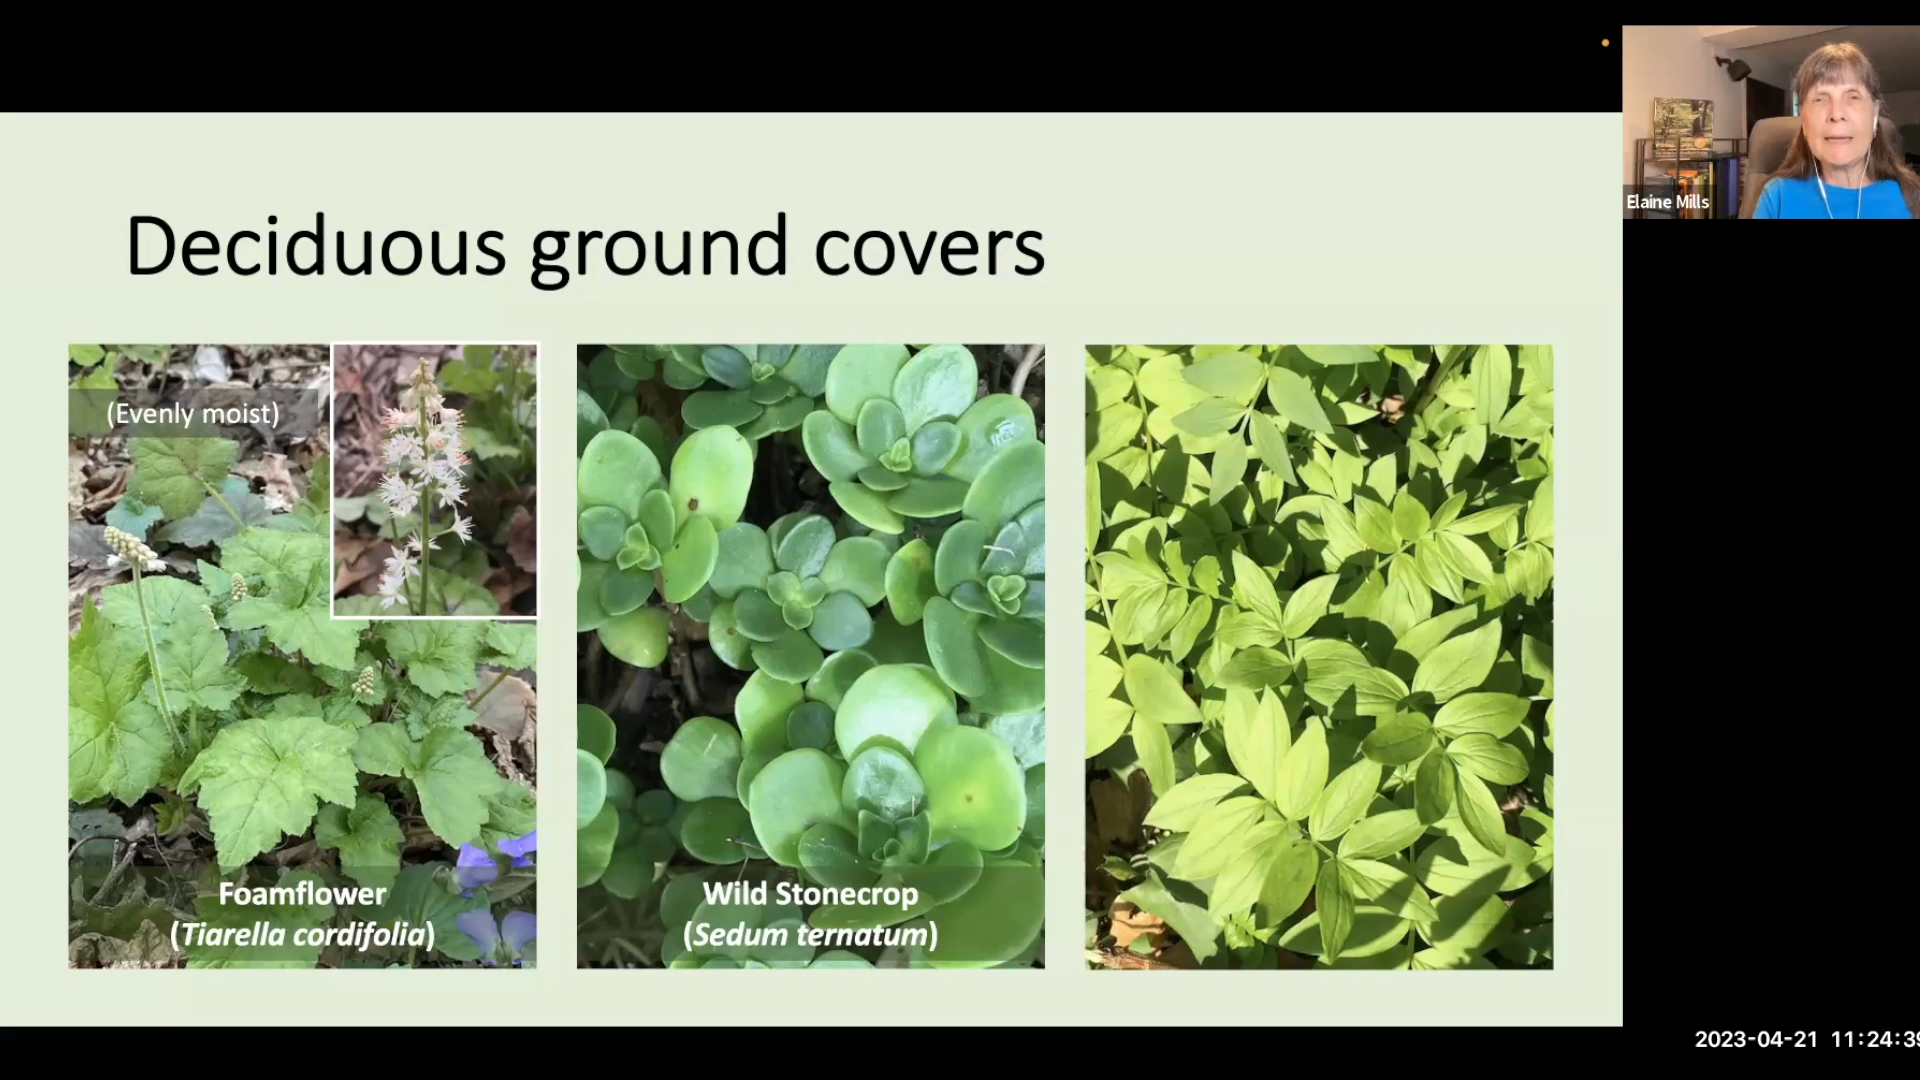 Deciduous ground covers
(Evenly moist)
Foamflower
(Tiarella cordifolia)
Wild Stonecrop
(Sedum ternatum)
Elaine Mills
2023-04-21 11:24:39